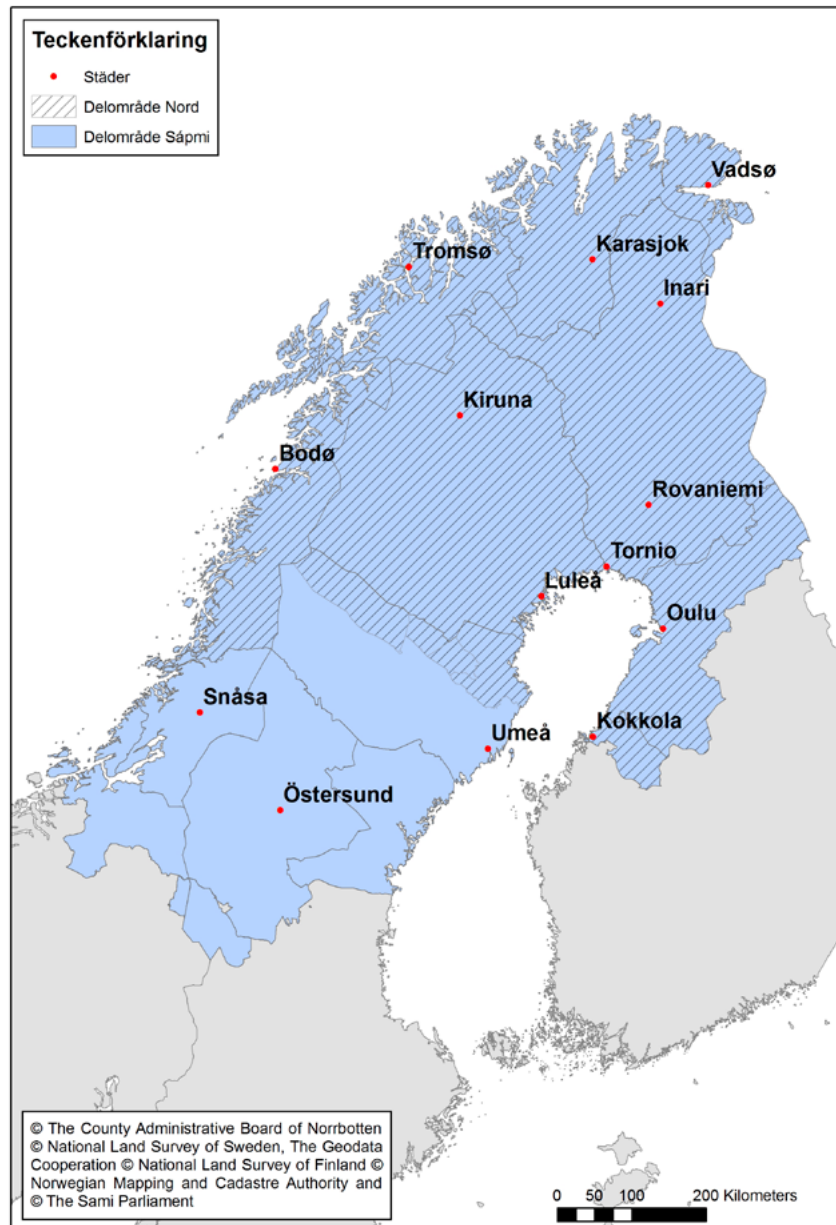 Teckenförklaring
Städer
Delområde Nord
Delområde Sápmi
Vadsø
Karasjok
Tromsø
Inari
Kiruna
Bodø
Rovaniemi
Tornio
Luleå
Oulu
Snåsa
Umeå
Kokkola
Östersund
© The County Administrative Board of Norrbotten
© National Land Survey of Sweden, The Geodata
Cooperation © National Land Survey of Finland ©
Norwegian Mapping and Cadastre Authority and
© The Sami Parliament
0 50 100 200 Kilometers